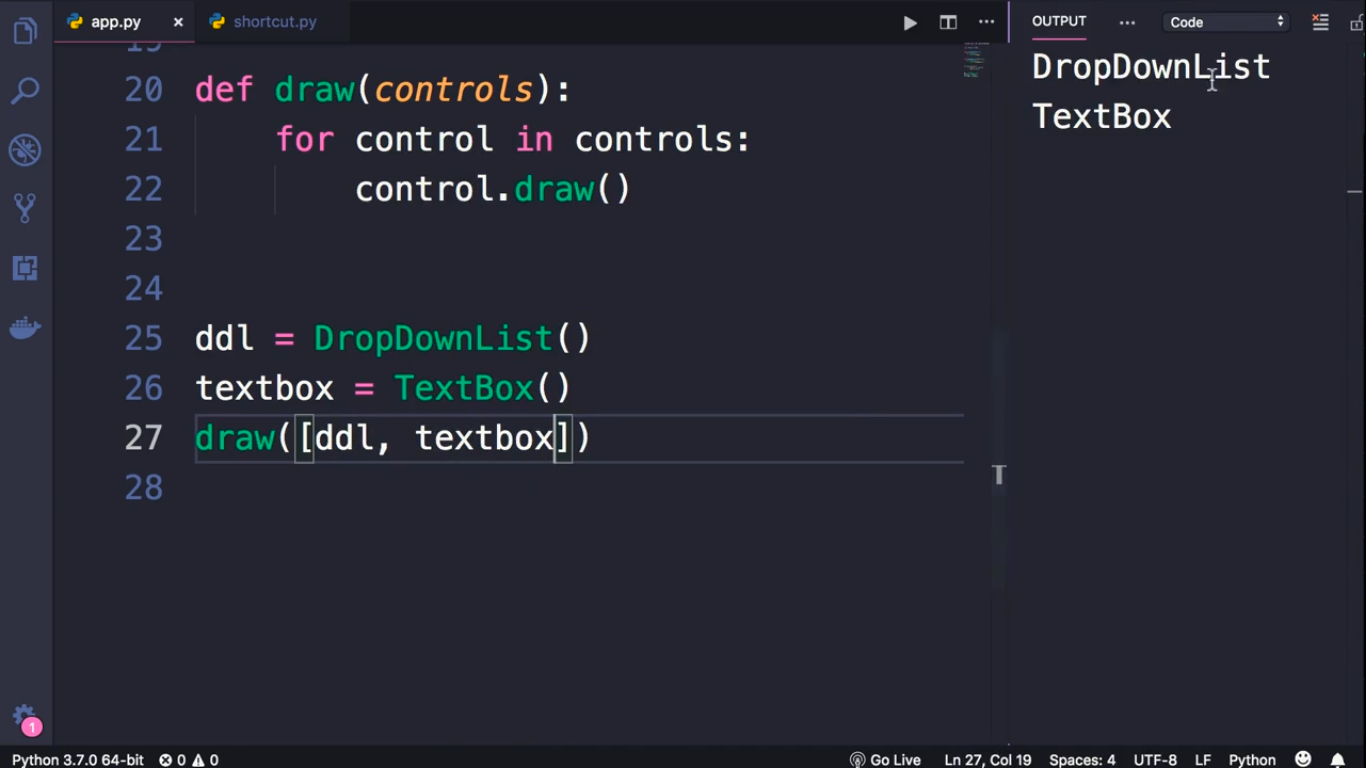 app.py
shortcut.py
OUTPUT
Code
20 def draw(controls):
21 for control in controls:
22 control.draw()
23
24
25 ddl = DropDownList()
26 textbox = TextBox()
27 draw([ddl, textbox])
28
DropDownList
TextBox
1
Python 3.7.0 64-bit 0 0 Go Live Ln 27, Col 19 Spaces: 4 UTF-8 LF Python